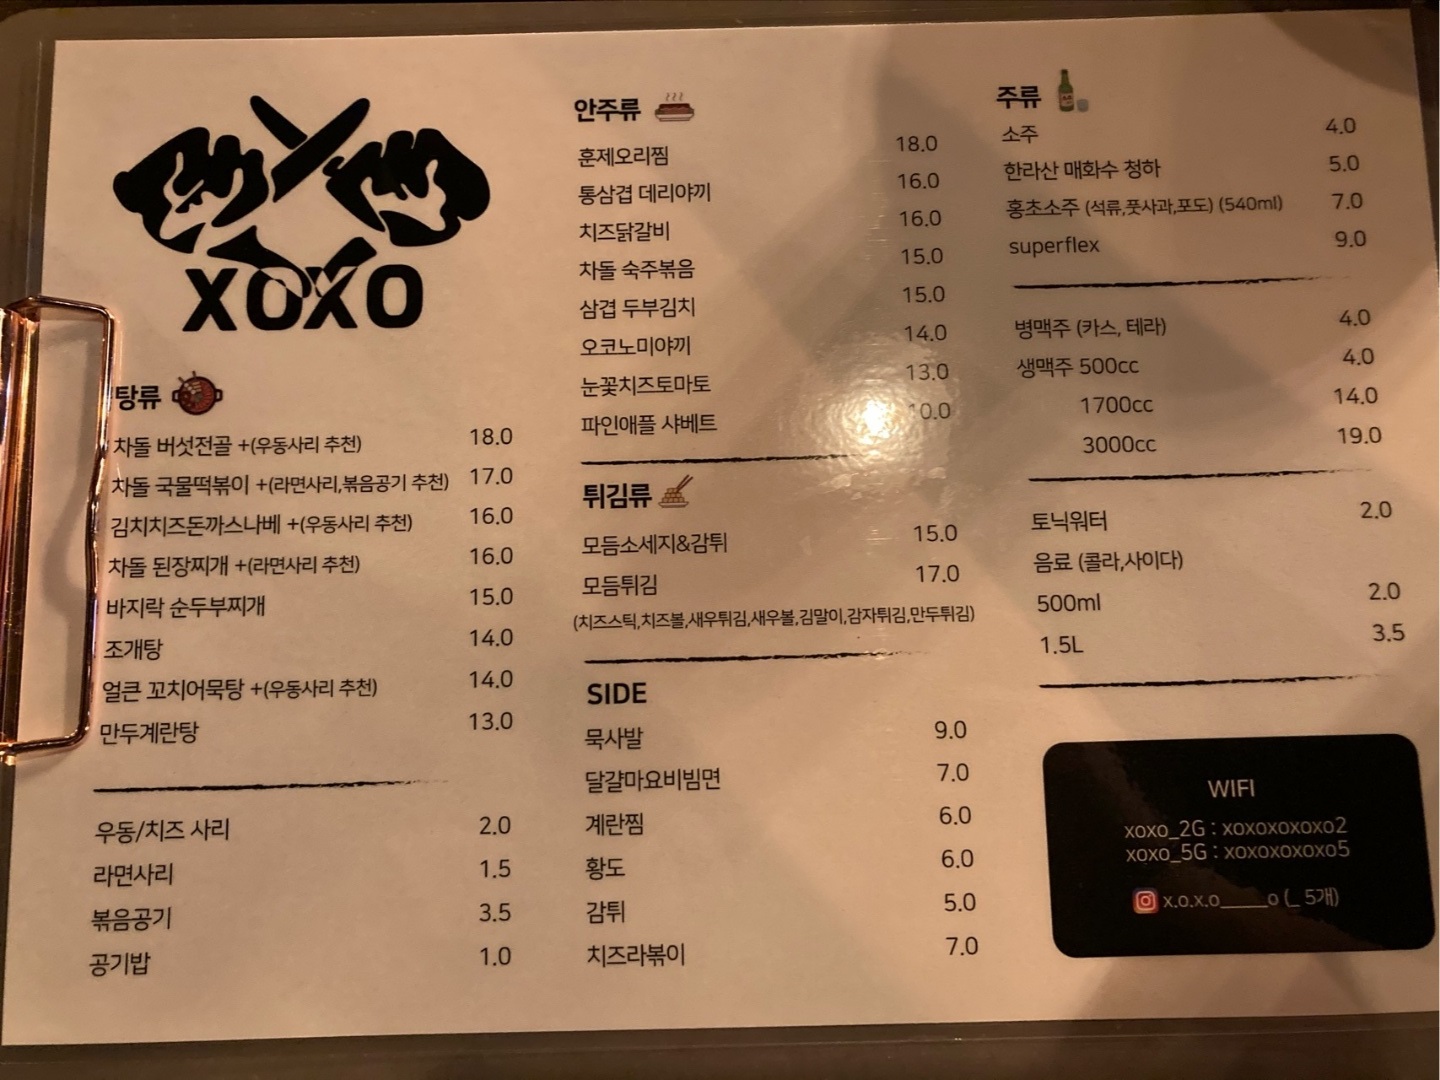 XOXO
탕류
차돌 버섯전골 +(우동사리 추천) 18.0
차돌 국물떡볶이 +(라면사리,볶음공기 추천) 17.0
김치치즈돈까스나베 +(우동사리 추천) 16.0
차돌 된장찌개 +(라면사리 추천) 16.0
바지락 순두부찌개 15.0
조개탕 14.0
얼큰 꼬치어묵탕 +(우동사리 추천) 14.0
만두계란탕 13.0
우동/치즈 사리 2.0
라면사리 1.5
볶음공기 3.5
공기밥 1.0
안주류
훈제오리찜 18.0
통삼겹 데리야끼 16.0
치즈닭갈비 16.0
차돌 숙주볶음 15.0
삼겹 두부김치 15.0
오코노미야끼 14.0
눈꽃치즈토마토 13.0
파인애플 샤베트 10.0
튀김류
모듬소세지&감튀 15.0
모듬튀김 17.0
(치즈스틱,치즈볼,새우튀김,새우볼,김말이,감자튀김,만두튀김)
SIDE
묵사발 9.0
달걀마요비빔면 7.0
계란찜 6.0
황도 6.0
감튀 5.0
치즈라볶이 7.0
주류
소주 4.0
한라산 매화수 청하 5.0
홍초소주 (석류,풋사과,포도) (540ml) 7.0
superflex 9.0
병맥주 (카스, 테라) 4.0
생맥주 500cc 4.0
1700cc 14.0
3000cc 19.0
토닉워터 2.0
음료 (콜라,사이다)
500ml 2.0
1.5L 3.5
WIFI
xoxo_2G : xoxoxoxoxo2
xoxo_5G : xoxoxoxoxo5
x.o.x.o_____o (_ 5개)